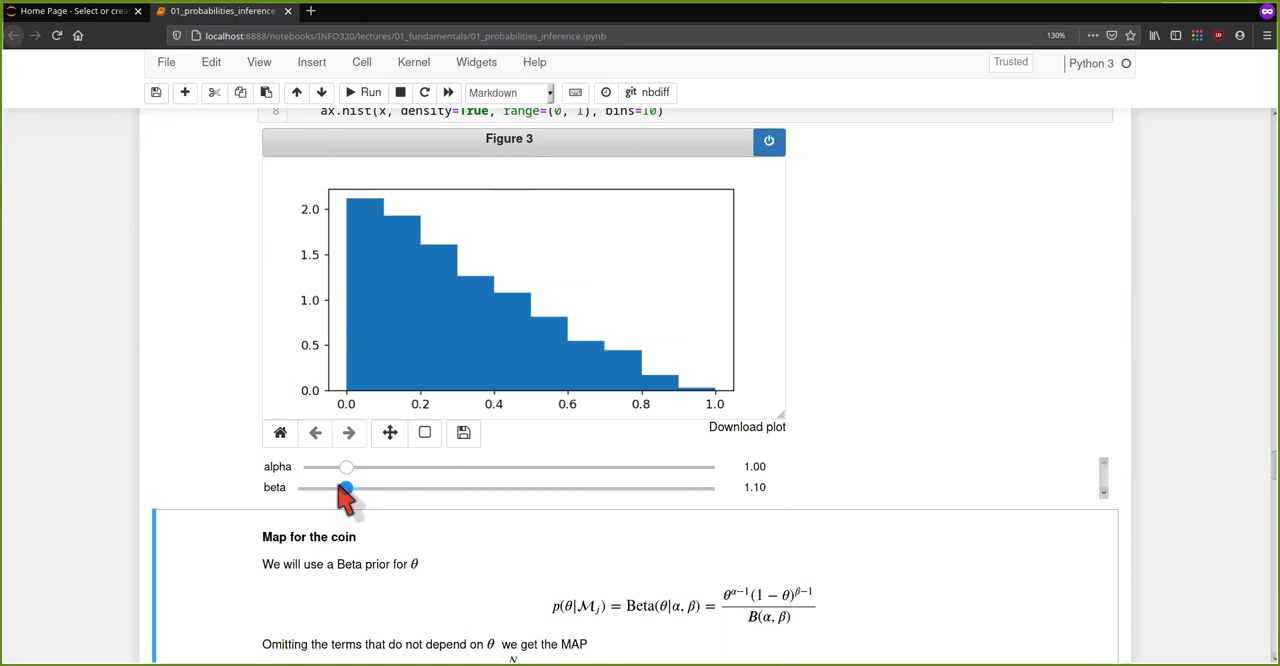 Home Page - Select or crea
01_probabilities_inference
localhost:8888/notebooks/INFO320/lectures/01_fundamentals/01_probabilities_inference.ipynb
130%
File Edit View Insert Cell Kernel Widgets Help
Trusted
Python 3
Run
Markdown
nbdiff
8 ax.hist(x, density=True, range=(0, 1), bins=10)
Figure 3
2.0
1.5
1.0
0.5
0.0
0.0 0.2 0.4 0.6 0.8 1.0
Download plot
alpha 1.00
beta 1.10
Map for the coin
We will use a Beta prior for θ
p(θ|ℳj) = Beta(θ|α, β) = θ^{α−1}(1 − θ)^{β−1} / B(α, β)
Omitting the terms that do not depend on θ we get the MAP
N